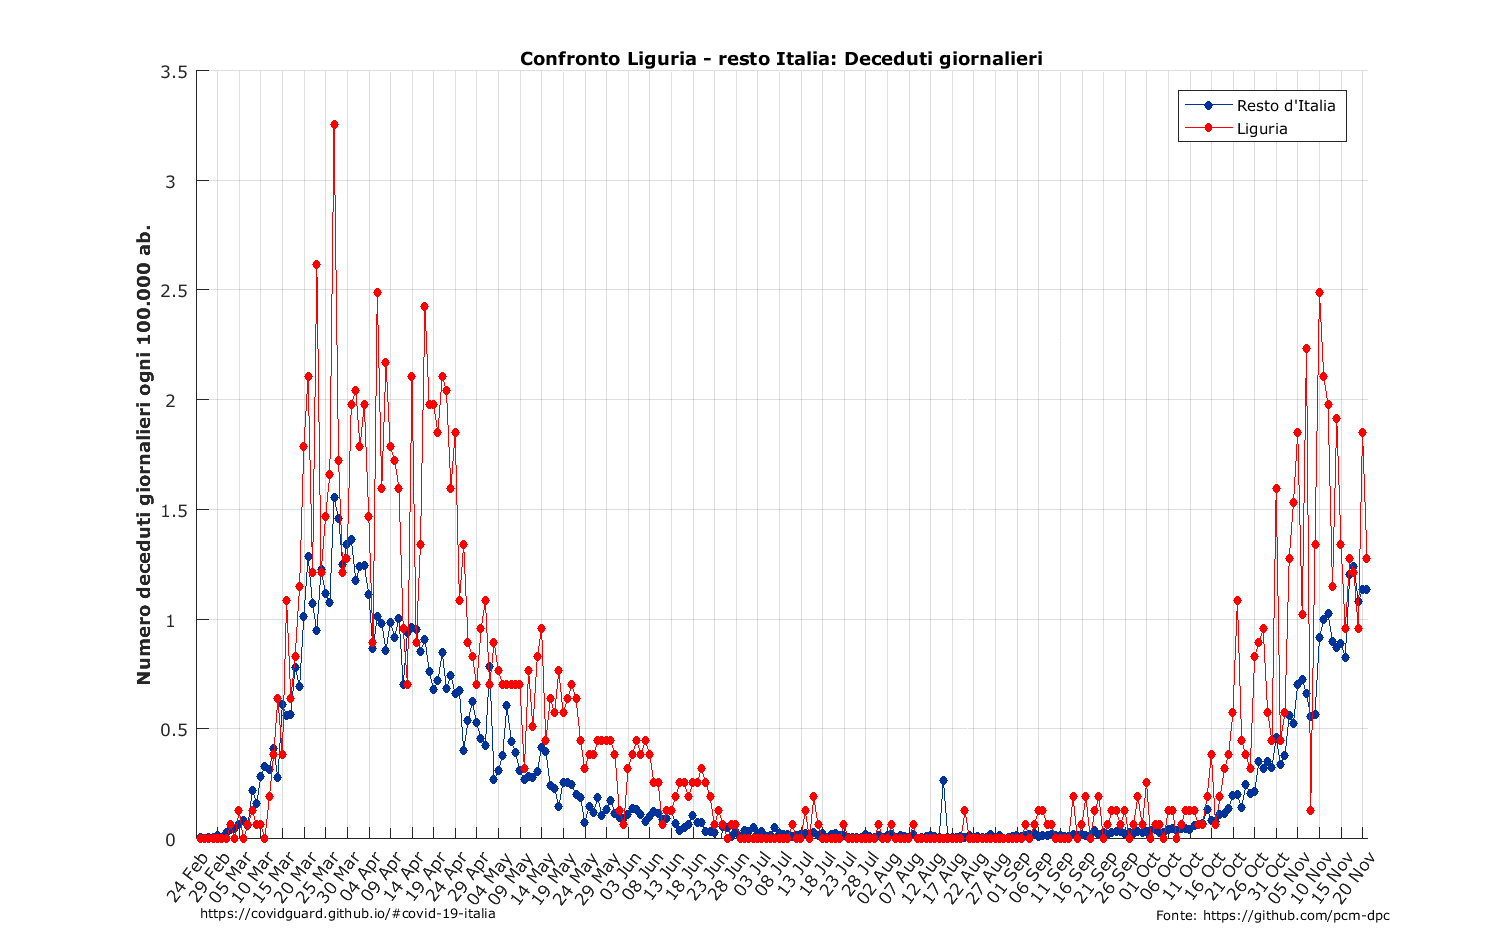 Confronto Liguria - resto Italia: Deceduti giornalieri
Resto d'Italia
Liguria
Numero deceduti giornalieri ogni 100.000 ab.
3.5
3
2.5
2
1.5
1
0.5
0
24 Feb
29 Feb
05 Mar
10 Mar
15 Mar
20 Mar
25 Mar
30 Mar
04 Apr
09 Apr
14 Apr
19 Apr
24 Apr
29 Apr
04 May
09 May
14 May
19 May
24 May
29 May
03 Jun
08 Jun
13 Jun
18 Jun
23 Jun
28 Jun
03 Jul
08 Jul
13 Jul
18 Jul
23 Jul
28 Jul
02 Aug
07 Aug
12 Aug
17 Aug
22 Aug
27 Aug
01 Sep
06 Sep
11 Sep
16 Sep
21 Sep
26 Sep
01 Oct
06 Oct
11 Oct
16 Oct
21 Oct
26 Oct
31 Oct
05 Nov
10 Nov
15 Nov
20 Nov
https://covidguard.github.io/#covid-19-italia
Fonte: https://github.com/pcm-dpc